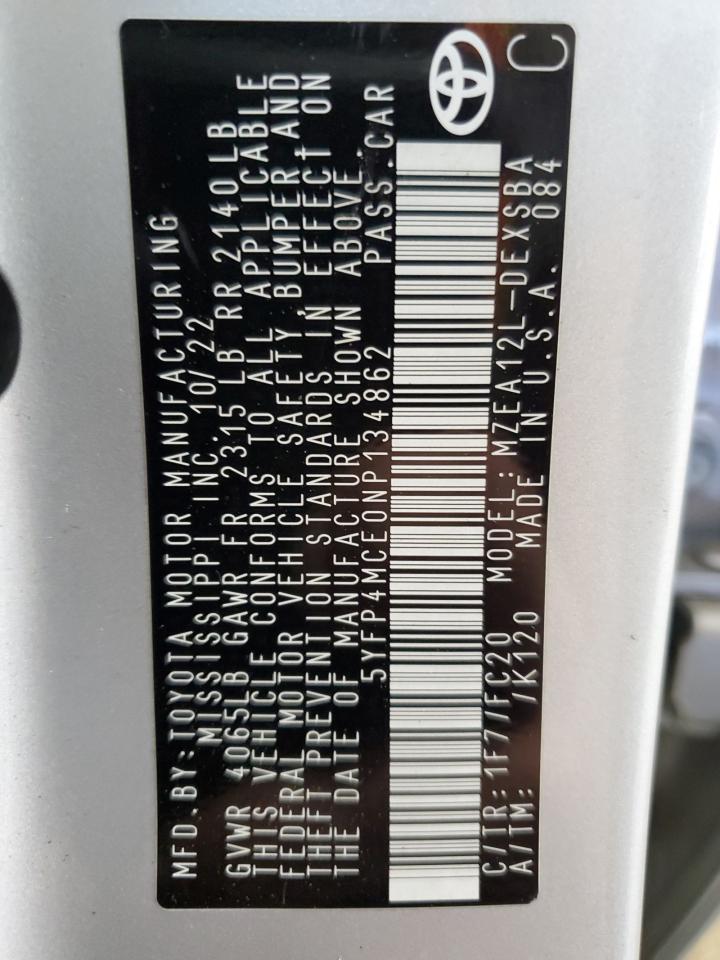 MFD.BY:TOYOTA MOTOR MANUFACTURING
MISSISSIPPI INC. 10/22
GVWR 4065LB GAWR FR 2315 LB RR 2140LB
THIS VEHICLE CONFORMS TO ALL APPLICABLE
FEDERAL MOTOR VEHICLE SAFETY, BUMPER AND
THEFT PREVENTION STANDARDS IN EFFECT ON
THE DATE OF MANUFACTURE SHOWN ABOVE.
5YFP4MCE0NP134862 PASS.CAR
C/TR:1F7/FC20 MODEL:MZEA12L-DEXSBA
A/TM: /K120 MADE IN U.S.A. 084
C